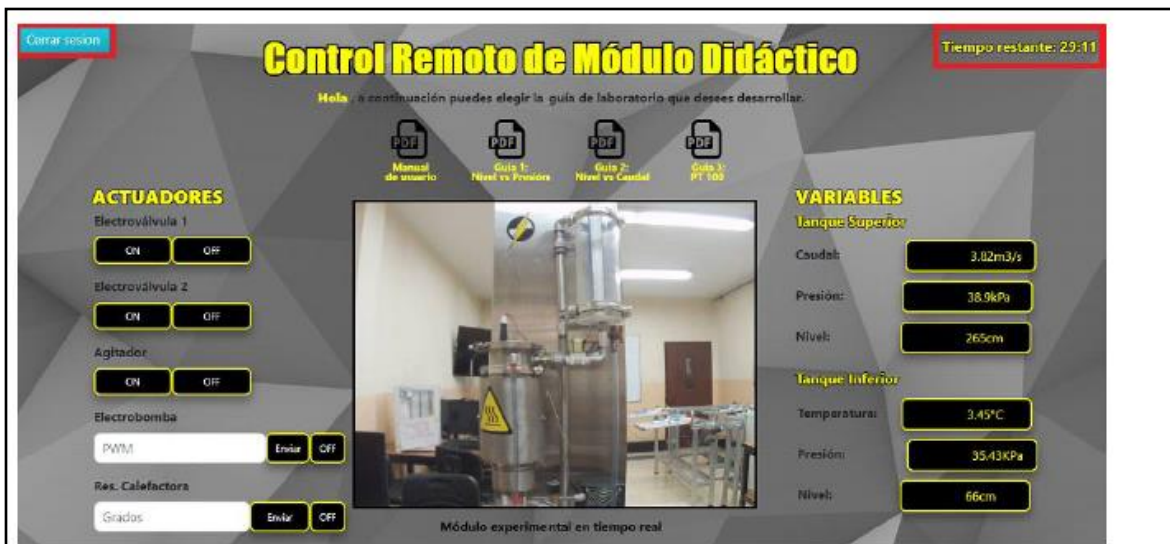 Cerrar sesion
Tiempo restante: 29:11
Control Remoto de Módulo Didáctico
Hola , a continuación puedes elegir la guía de laboratorio que desees desarrollar.
PDF PDF PDF PDF
Manual
de usuario
Guía 1:
Nivel vs Presión
Guía 2:
Nivel vs Caudal
Guía 3:
PT 100
ACTUADORES
Electroválvula 1
ON OFF
Electroválvula 2
ON OFF
Agitador
ON OFF
Electrobomba
PWM Enviar OFF
Res. Calefactora
Grados Enviar OFF
Módulo experimental en tiempo real
VARIABLES
Tanque Superior
Caudal: 3.82m3/s
Presión: 38.9kPa
Nivel: 265cm
Tanque Inferior
Temperatura: 3.45°C
Presión: 35.43KPa
Nivel: 66cm